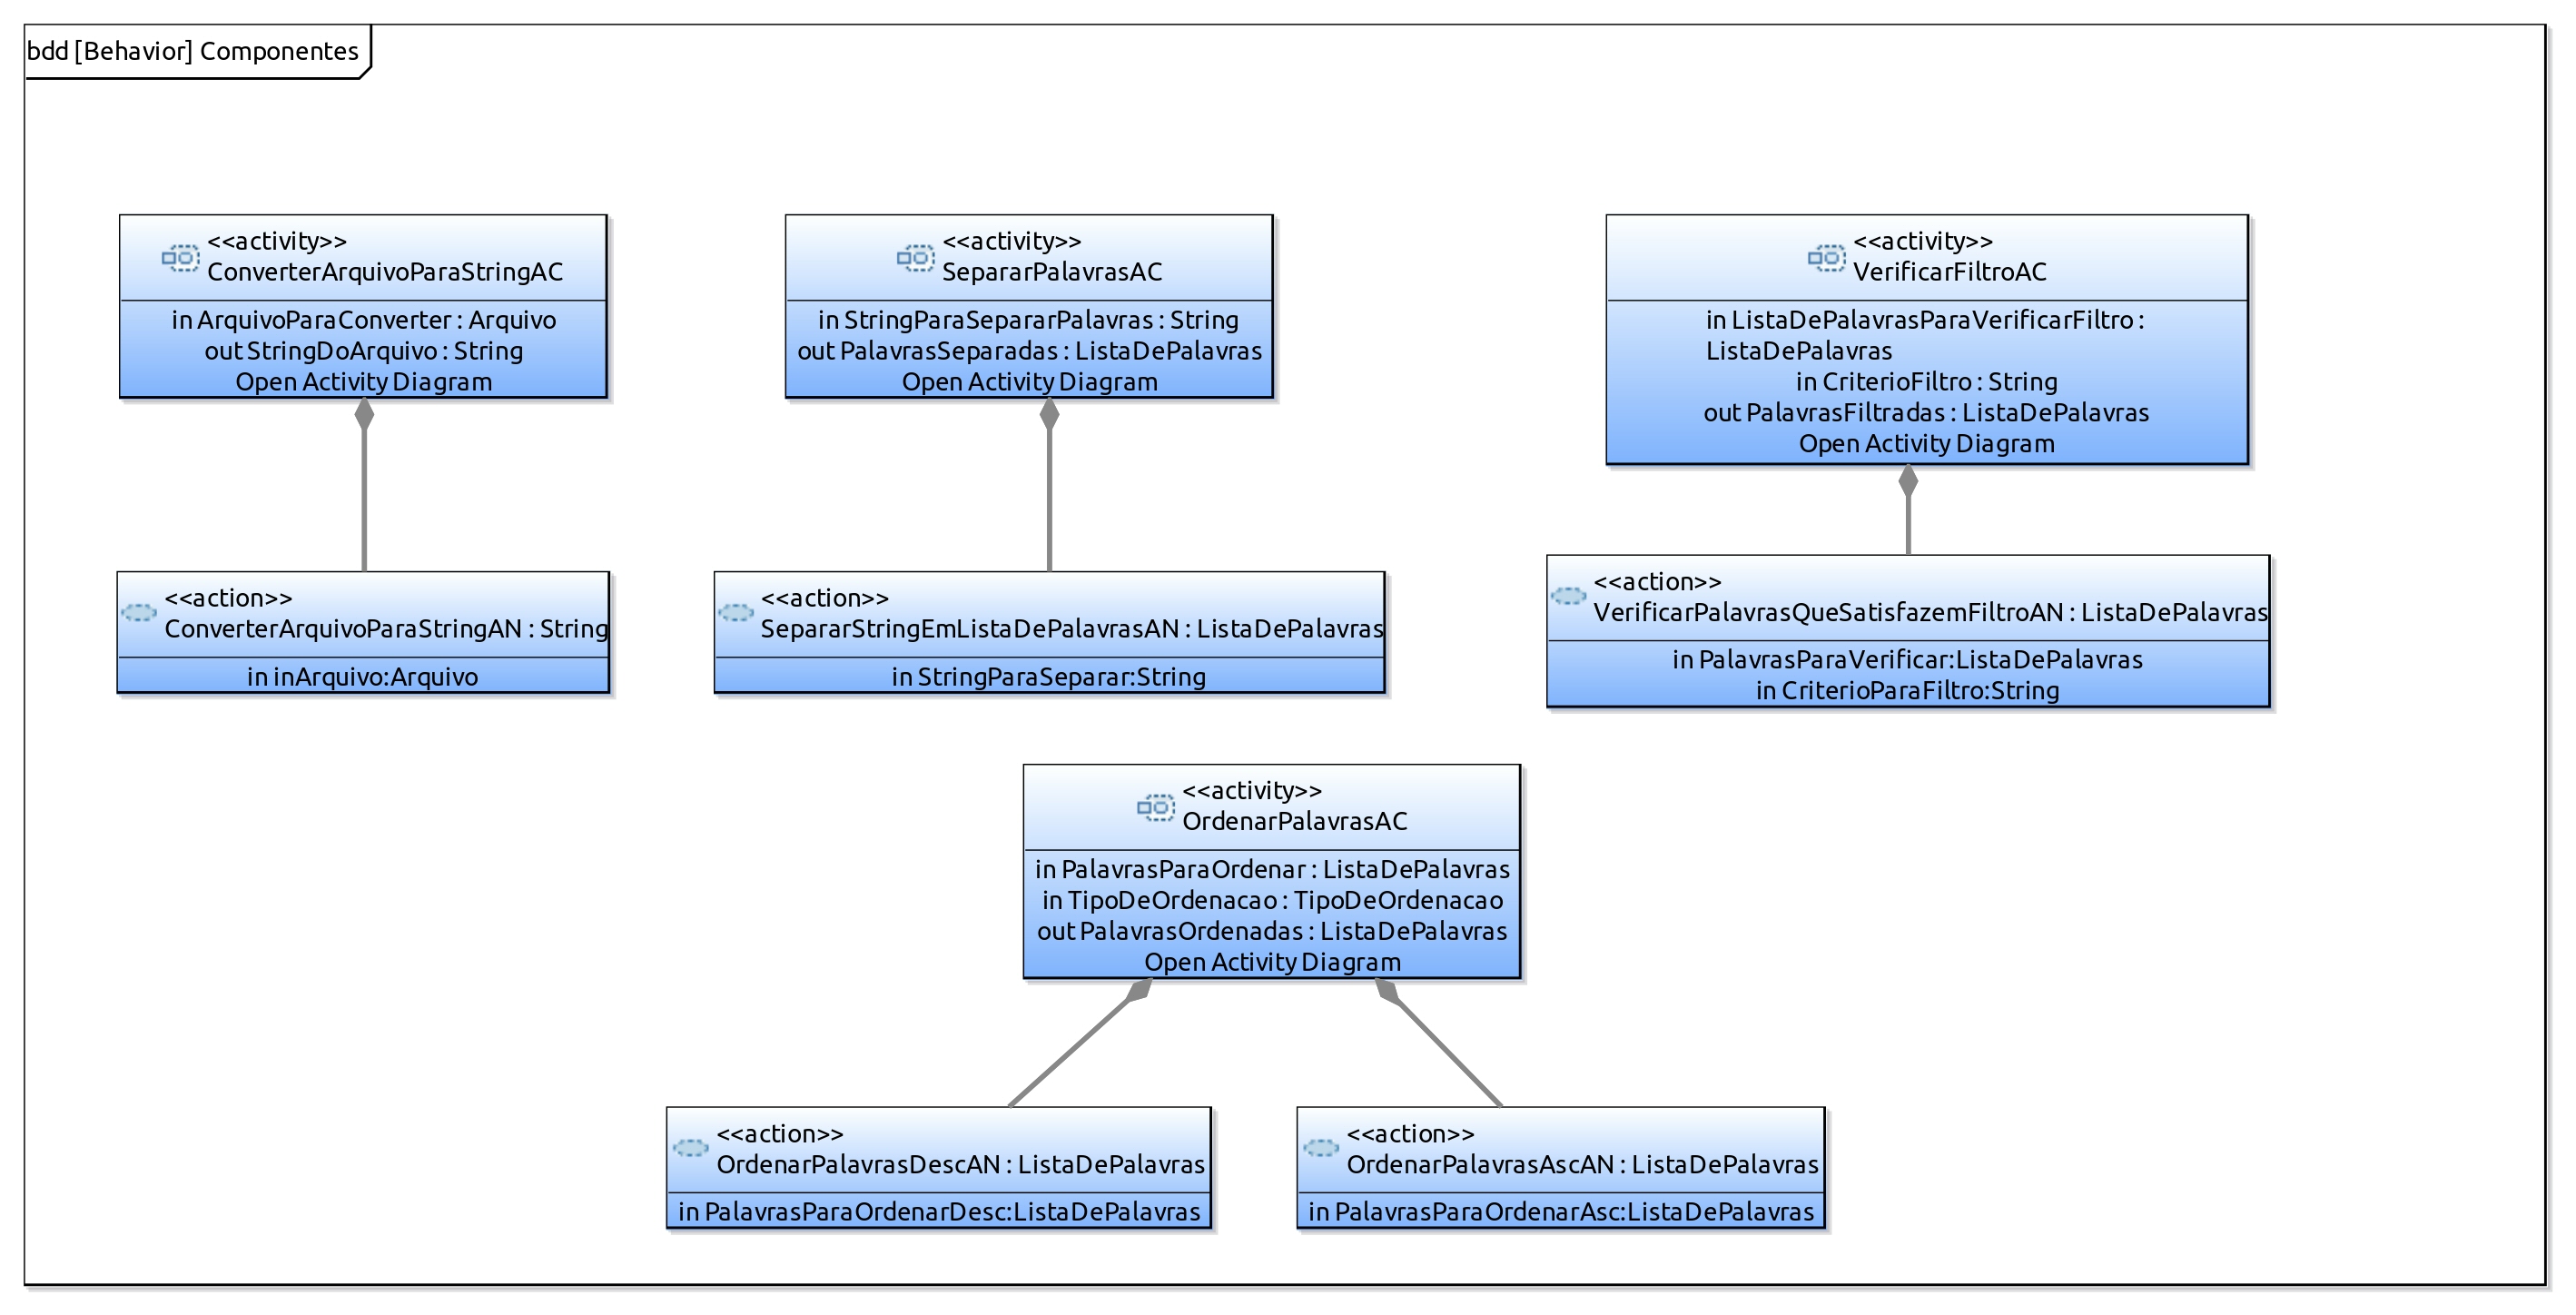 bdd [Behavior] Componentes
<<activity>>
ConverterArquivoParaStringAC
in ArquivoParaConverter : Arquivo
out StringDoArquivo : String
Open Activity Diagram
<<activity>>
SepararPalavrasAC
in StringParaSepararPalavras : String
out PalavrasSeparadas : ListaDePalavras
Open Activity Diagram
<<activity>>
VerificarFiltroAC
in ListaDePalavrasParaVerificarFiltro :
ListaDePalavras
in CriterioFiltro : String
out PalavrasFiltradas : ListaDePalavras
Open Activity Diagram
<<action>>
ConverterArquivoParaStringAN : String
in inArquivo:Arquivo
<<action>>
SepararStringEmListaDePalavrasAN : ListaDePalavras
in StringParaSeparar:String
<<action>>
VerificarPalavrasQueSatisfazemFiltroAN : ListaDePalavras
in PalavrasParaVerificar:ListaDePalavras
in CriterioParaFiltro:String
<<activity>>
OrdenarPalavrasAC
in PalavrasParaOrdenar : ListaDePalavras
in TipoDeOrdenacao : TipoDeOrdenacao
out PalavrasOrdenadas : ListaDePalavras
Open Activity Diagram
<<action>>
OrdenarPalavrasDescAN : ListaDePalavras
in PalavrasParaOrdenarDesc:ListaDePalavras
<<action>>
OrdenarPalavrasAscAN : ListaDePalavras
in PalavrasParaOrdenarAsc:ListaDePalavras